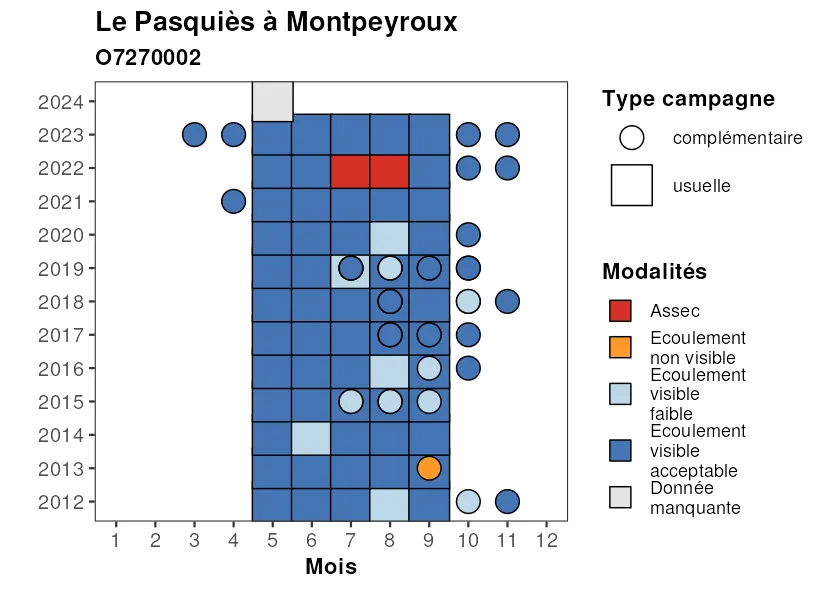 Le Pasquiès à Montpeyroux
O7270002
2024
2023
2022
2021
2020
2019
2018
2017
2016
2015
2014
2013
2012
1 2 3 4 5 6 7 8 9 10 11 12
Mois
Type campagne
complémentaire
usuelle
Modalités
Assec
Ecoulement
non visible
Ecoulement
visible
faible
Ecoulement
visible
acceptable
Donnée
manquante